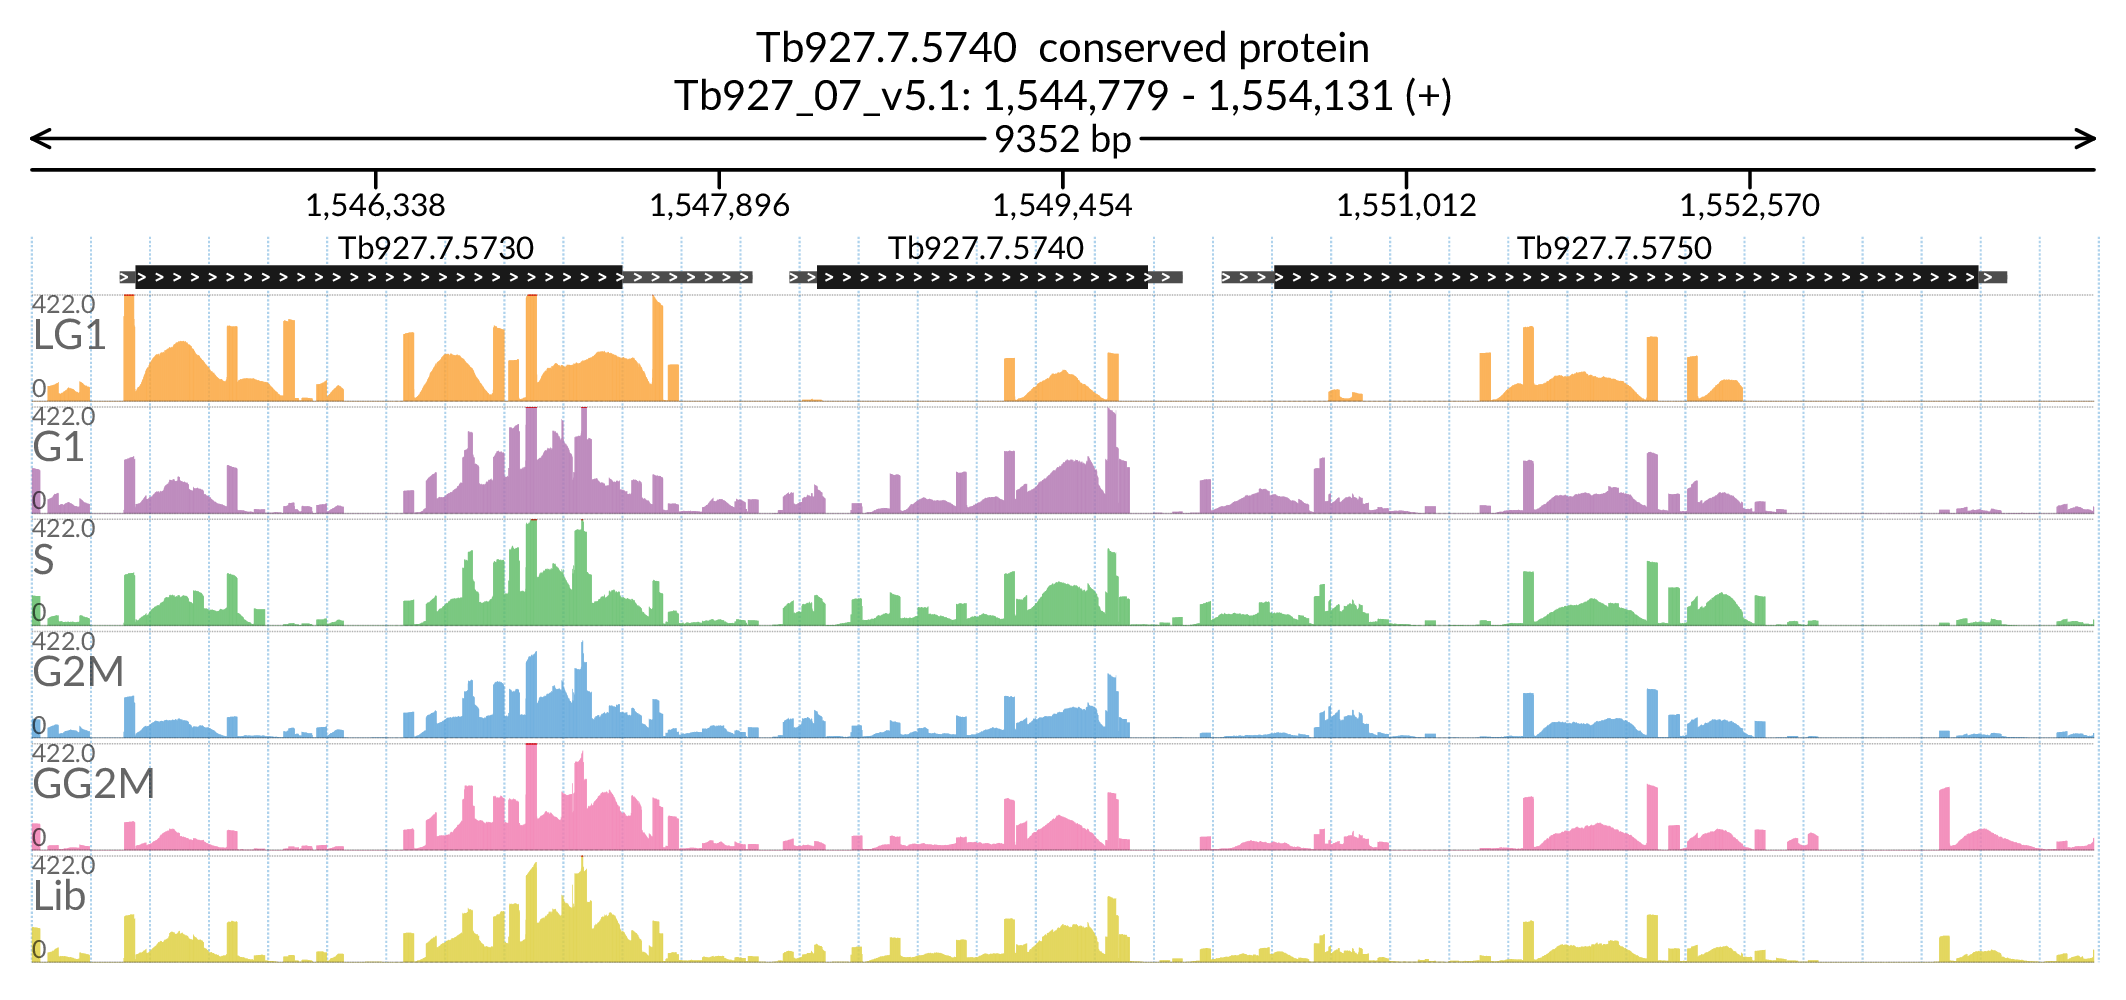 Tb927.7.5740 conserved protein
Tb927_07_v5.1: 1,544,779 - 1,554,131 (+)
9352 bp
1,546,338 1,547,896 1,549,454 1,551,012 1,552,570
Tb927.7.5730 Tb927.7.5740 Tb927.7.5750
422.0
LG1
0
422.0
G1
0
422.0
S
0
422.0
G2M
0
422.0
GG2M
0
422.0
Lib
0